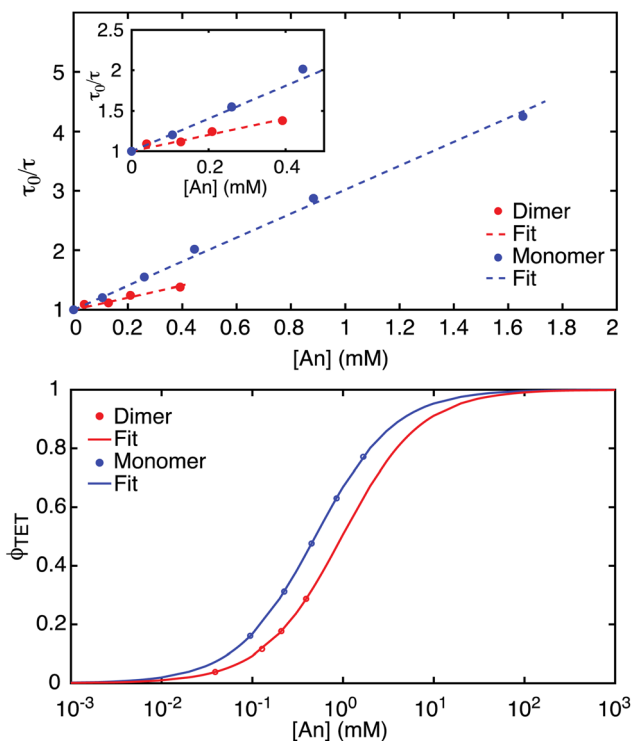 2.5
2
1.5
1
0
0.2
0.4
τ₀/τ
[An] (mM)
5
4
3
2
1
τ₀/τ
Dimer
Fit
Monomer
Fit
0 0.2 0.4 0.6 0.8 1 1.2 1.4 1.6 1.8 2
[An] (mM)
1
0.8
0.6
0.4
0.2
0
ϕTET
Dimer
Fit
Monomer
Fit
10⁻³ 10⁻² 10⁻¹ 10⁰ 10¹ 10² 10³
[An] (mM)